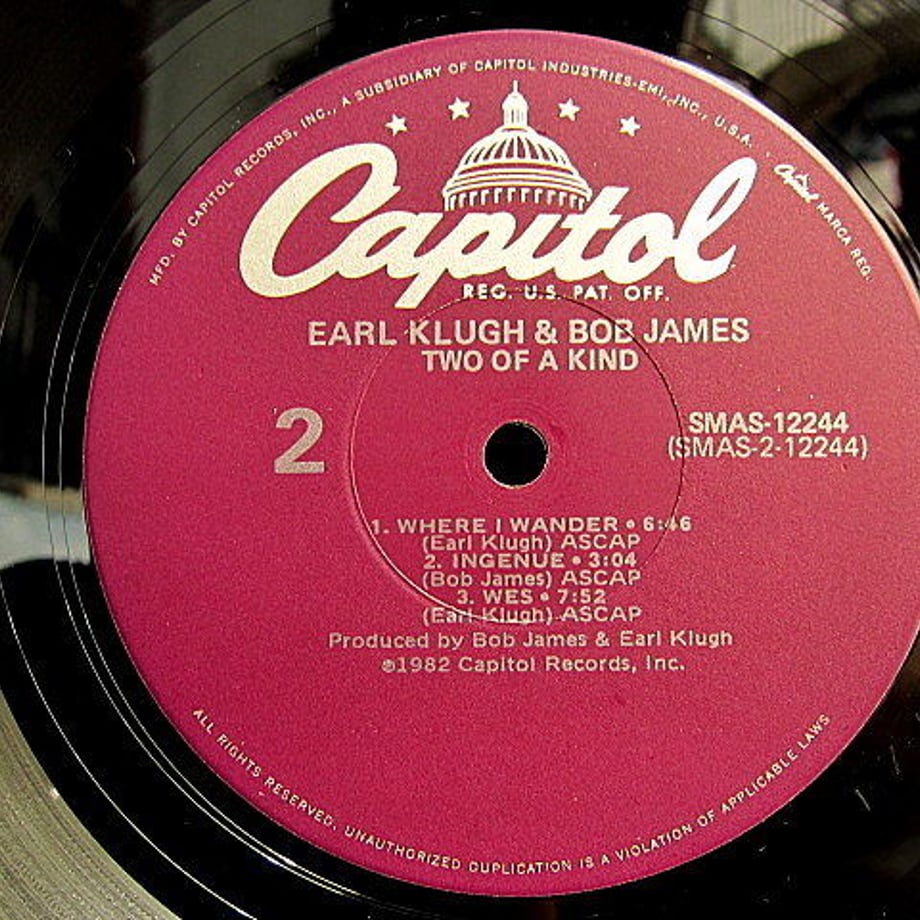 MFD. BY CAPITOL RECORDS, INC., A SUBSIDIARY OF CAPITOL INDUSTRIES-EMI, INC., U.S.A. • Capitol MARCA REG.
Capitol
REG. U.S. PAT. OFF.
EARL KLUGH & BOB JAMES
TWO OF A KIND
2
SMAS-12244
(SMAS-2-12244)
1. WHERE I WANDER • 6:46
(Earl Klugh) ASCAP
2. INGENUE • 3:04
(Bob James) ASCAP
3. WES • 7:52
(Earl Klugh) ASCAP
Produced by Bob James & Earl Klugh
℗1982 Capitol Records, Inc.
ALL RIGHTS RESERVED. UNAUTHORIZED DUPLICATION IS A VIOLATION OF APPLICABLE LAWS